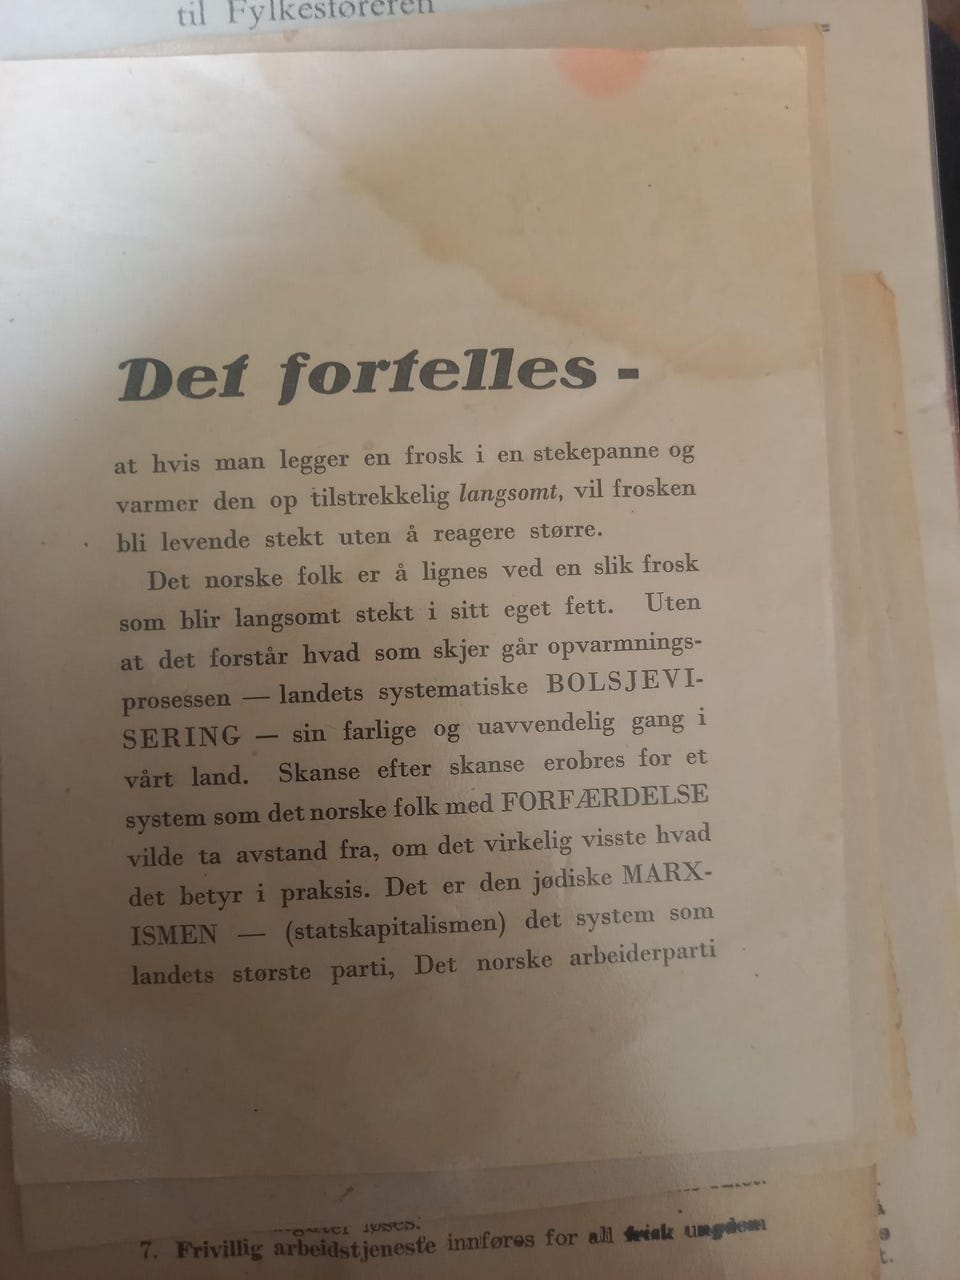 til Fylkesføreren
Det fortelles -
at hvis man legger en frosk i en stekepanne og
varmer den op tilstrekkelig langsomt, vil frosken
bli levende stekt uten å reagere større.
Det norske folk er å lignes ved en slik frosk
som blir langsomt stekt i sitt eget fett. Uten
at det forstår hvad som skjer går opvarmnings-
prosessen — landets systematiske BOLSJEVI-
SERING — sin farlige og uavvendelig gang i
vårt land. Skanse efter skanse erobres for et
system som det norske folk med FORFÆRDELSE
vilde ta avstand fra, om det virkelig visste hvad
det betyr i praksis. Det er den jødiske MARX-
ISMEN — (statskapitalismen) det system som
landets største parti, Det norske arbeiderparti
7. Frivillig arbeidstjeneste innføres for all frisk ungdom